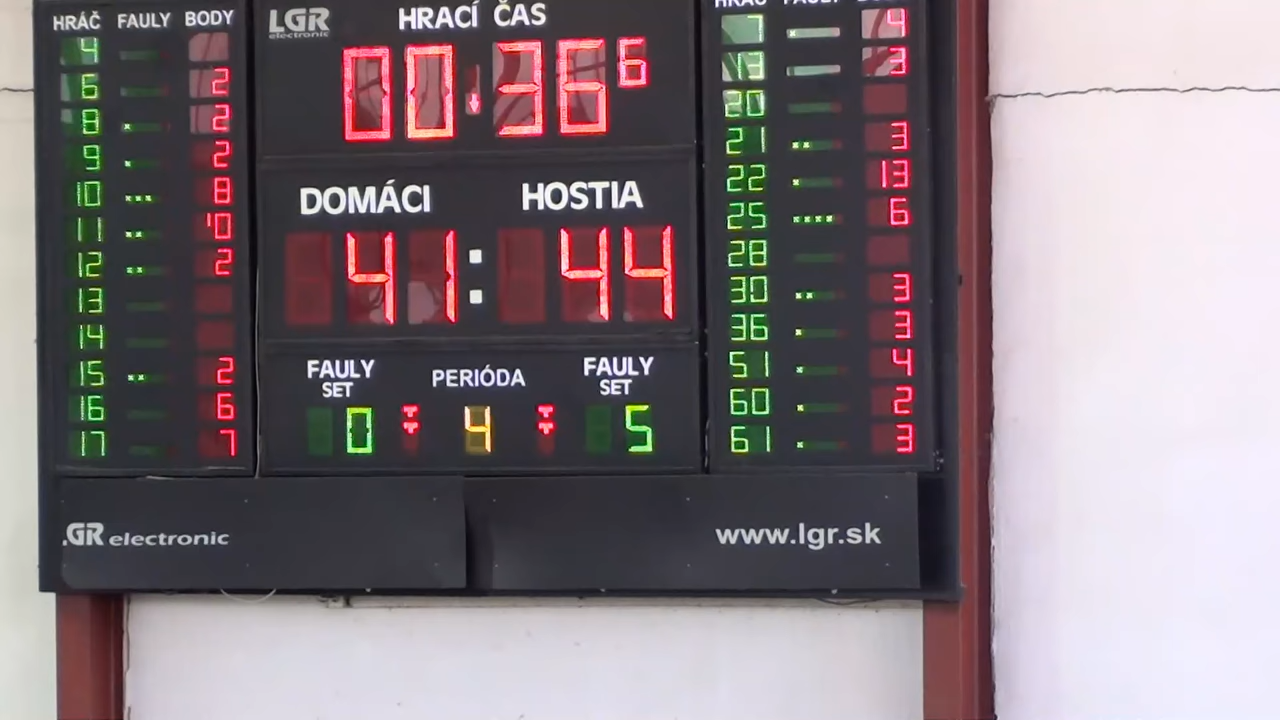 HRÁČ FAULY BODY
4
6 2
8 2
9 2
10 8
11 10
12 2
13
14
15 2
16 6
17 7
LGR
electronic
HRACÍ ČAS
00:36 6
DOMÁCI HOSTIA
41:44
FAULY SET PERIÓDA FAULY SET
0 4 5
HRÁČ FAULY
7 4
13 3
20
21 3
22 13
25 6
28
30 3
36 3
51 4
60 2
61 3
.GR electronic
www.lgr.sk